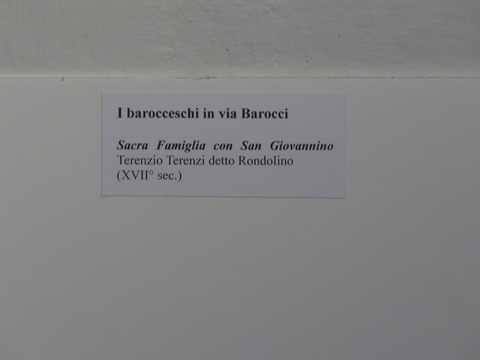 I barocceschi in via Barocci
Sacra Famiglia con San Giovannino
Terenzio Terenzi detto Rondolino
(XVII° sec.)